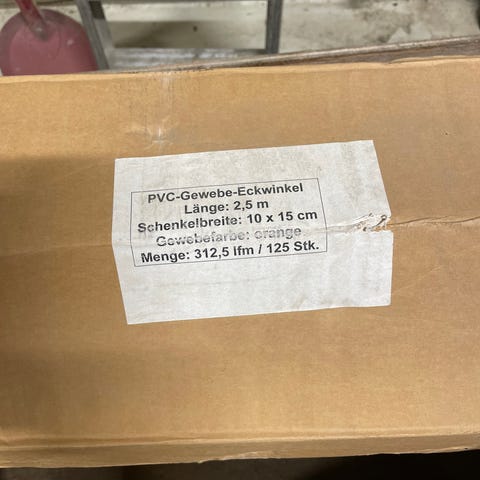 PVC-Gewebe-Eckwinkel
Länge: 2,5 m
Schenkelbreite: 10 x 15 cm
Gewebefarbe: orange
Menge: 312,5 lfm / 125 Stk.